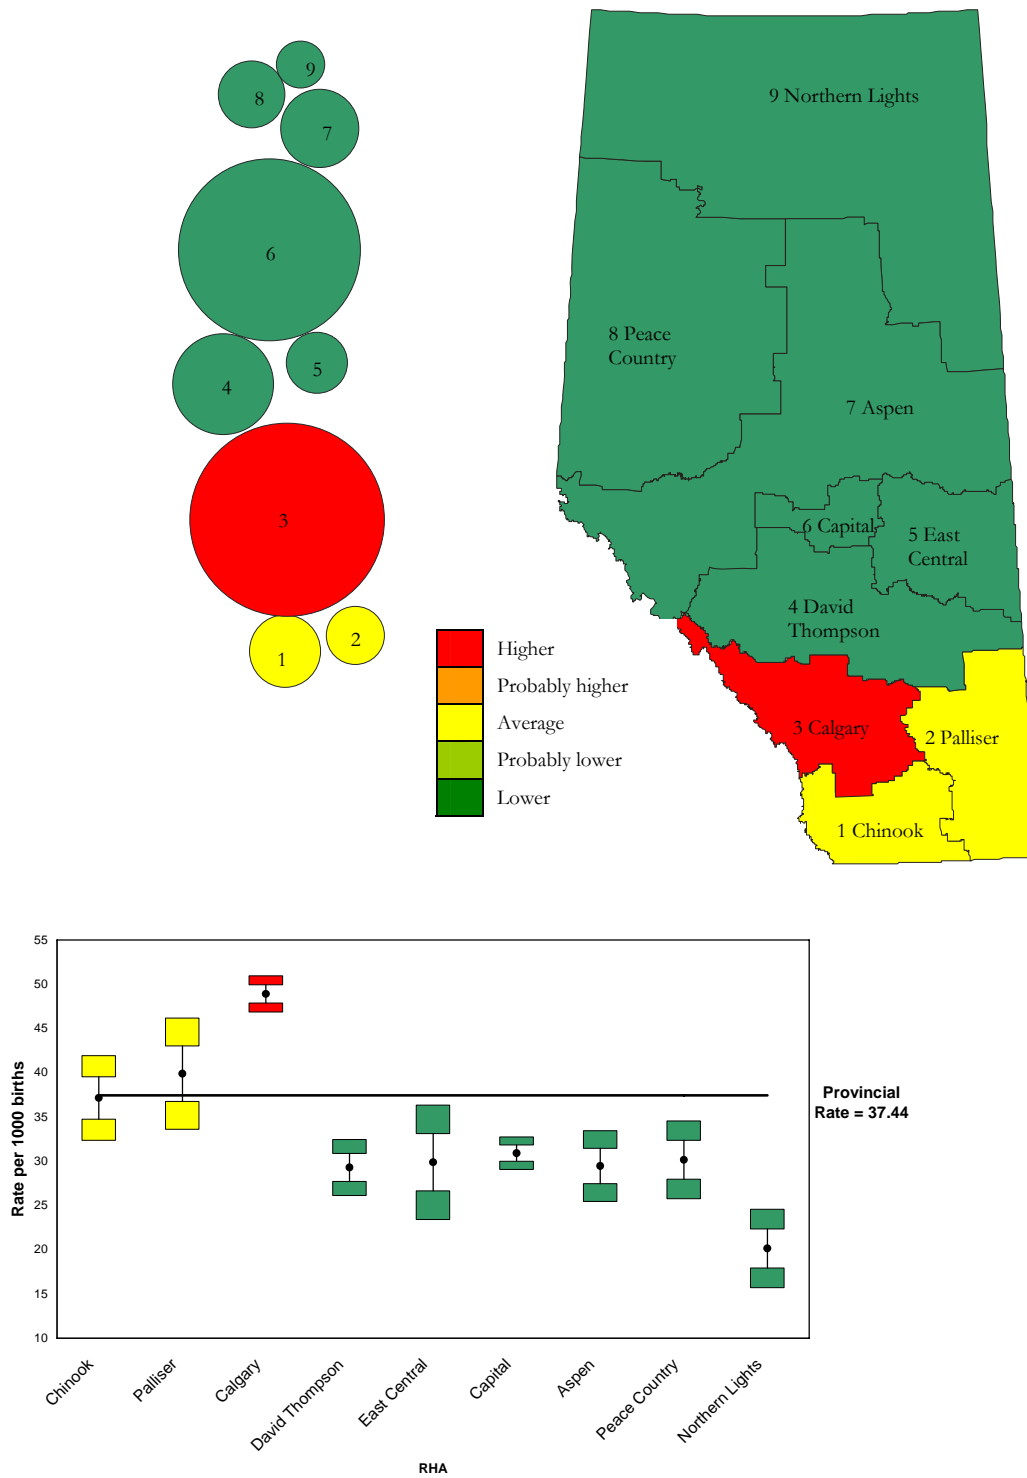 9
8
7
6
5
4
3
2
1
9 Northern Lights
8 Peace
Country
7 Aspen
6 Capital
5 East
Central
4 David
Thompson
3 Calgary
2 Palliser
1 Chinook
Higher
Probably higher
Average
Probably lower
Lower
55
50
45
40
35
30
25
20
15
10
Rate per 1000 births
Provincial
Rate = 37.44
Chinook
Palliser
Calgary
David Thompson
East Central
Capital
Aspen
Peace Country
Northern Lights
RHA